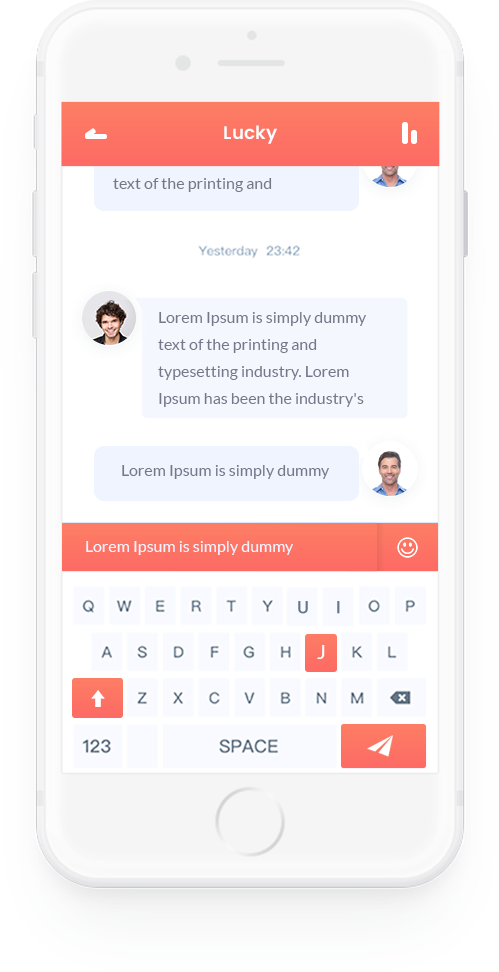 Lucky
text of the printing and
Yesterday 23:42
Lorem Ipsum is simply dummy
text of the printing and
typesetting industry. Lorem
Ipsum has been the industry's
Lorem Ipsum is simply dummy
Lorem Ipsum is simply dummy
Q W E R T Y U I O P
A S D F G H J K L
Z X C V B N M
123 SPACE